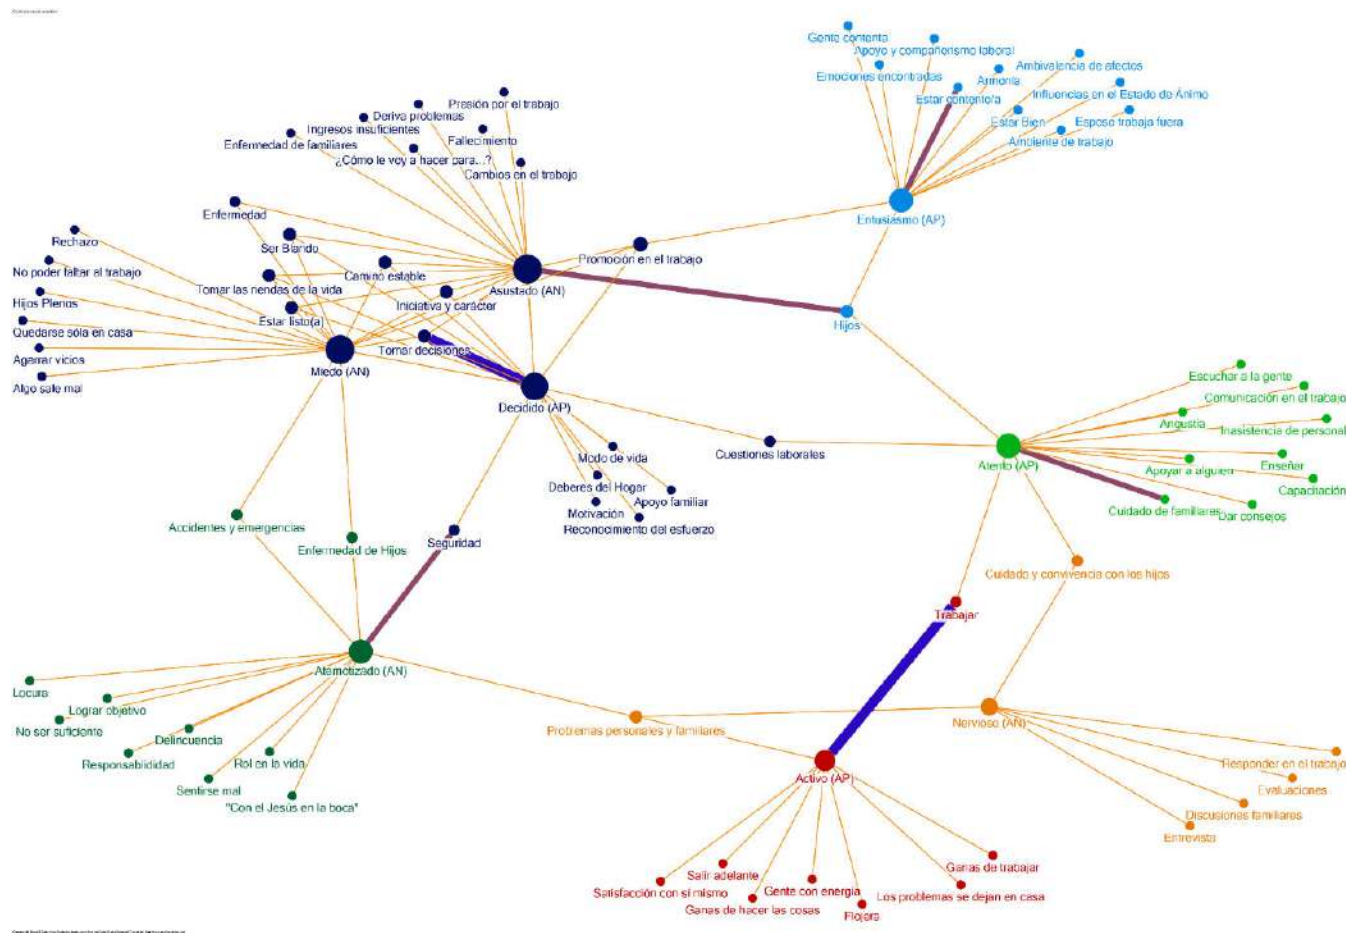 Gente contenta
Apoyo y compañerismo laboral
Emociones encontradas
Armonía
Ambivalencia de afectos
Estar contento/a
Influencias en el Estado de Ánimo
Estar Bien
Esposo trabaja fuera
Ambiente de trabajo
Entusiasmo (AP)
Presión por el trabajo
Deriva problemas
Ingresos insuficientes
Fallecimiento
Enfermedad de familiares
¿Cómo le voy a hacer para...?
Cambios en el trabajo
Enfermedad
Rechazo
Ser Blando
Promoción en el trabajo
No poder faltar al trabajo
Camino estable
Tomar las riendas de la vida
Asustado (AN)
Hijos Plenos
Iniciativa y carácter
Estar listo(a)
Hijos
Quedarse sóla en casa
Tomar decisiones
Agarrar vicios
Miedo (AN)
Algo sale mal
Decidido (AP)
Escuchar a la gente
Comunicación en el trabajo
Angustia
Inasistencia de personal
Modo de vida
Cuestiones laborales
Atento (AP)
Apoyar a alguien
Enseñar
Deberes del Hogar
Apoyo familiar
Capacitación
Motivación
Cuidado de familiares
Dar consejos
Reconocimiento del esfuerzo
Accidentes y emergencias
Enfermedad de Hijos
Seguridad
Cuidado y convivencia con los hijos
Trabajar
Aterrotizado (AN)
Locura
Lograr objetivo
No ser suficiente
Delincuencia
Problemas personales y familiares
Nervioso (AN)
Responsablididad
Rol en la vida
Responder en el trabajo
Activo (AP)
Sentirse mal
Evaluaciones
"Con el Jesús en la boca"
Discusiones familiares
Entrevista
Ganas de trabajar
Salir adelante
Satisfacción con sí mismo
Gente con energía
Los problemas se dejan en casa
Ganas de hacer las cosas
Flojera